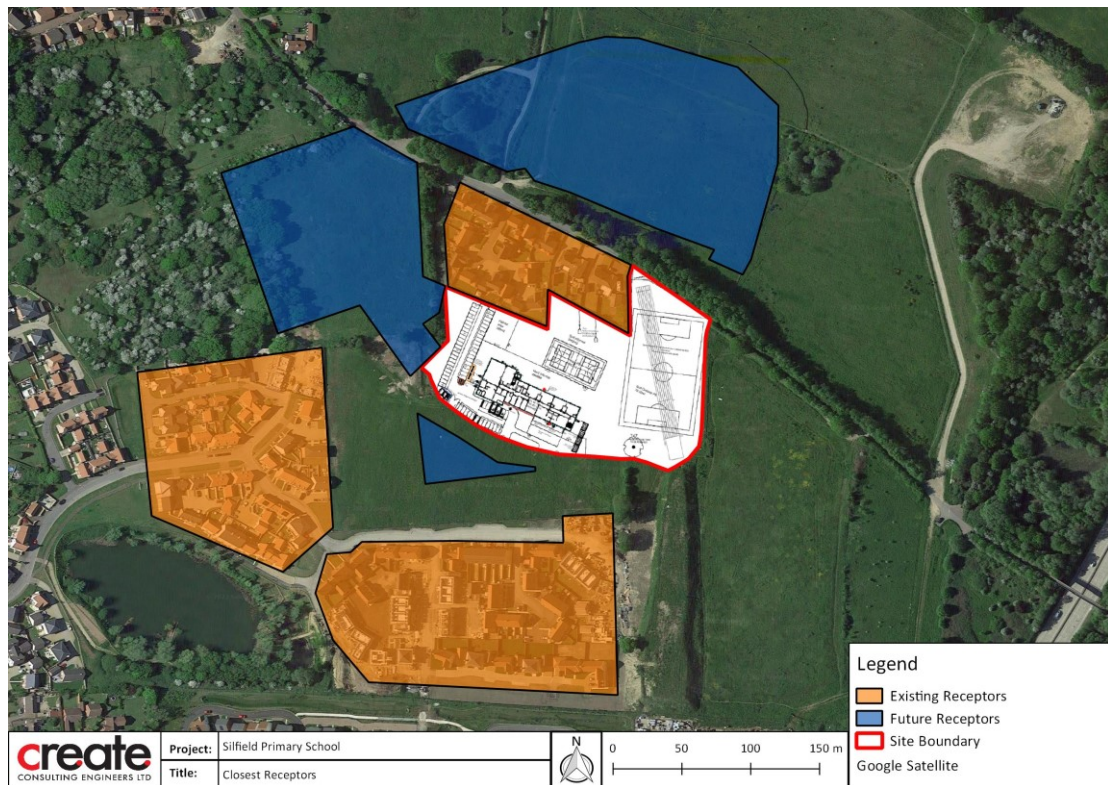 Legend
Existing Receptors
Future Receptors
Site Boundary
Google Satellite
create
CONSULTING ENGINEERS LTD
Project: Silfield Primary School
Title: Closest Receptors
N
0 50 100 150 m